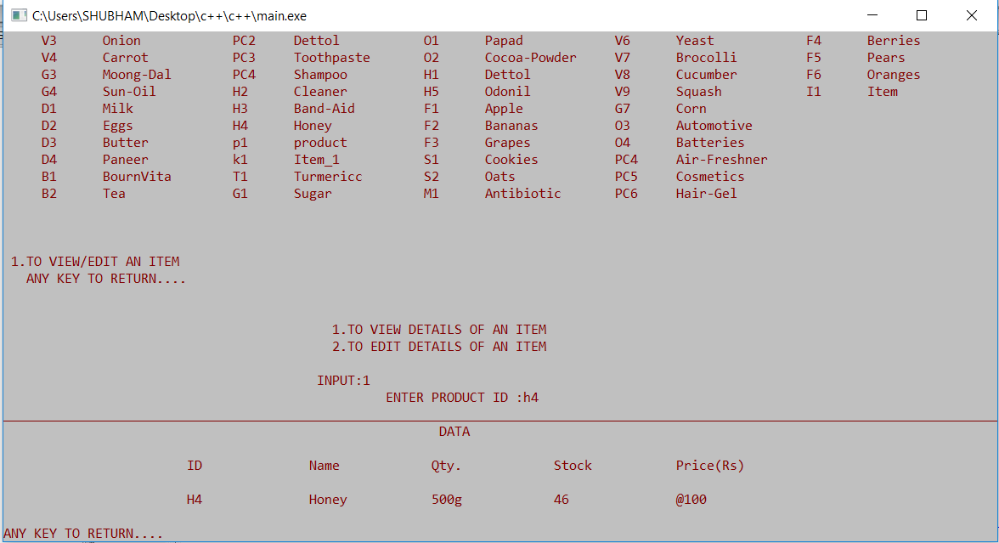 C:\Users\SHUBHAM\Desktop\c++\c++\main.exe
V3 Onion PC2 Dettol O1 Papad V6 Yeast F4 Berries
V4 Carrot PC3 Toothpaste O2 Cocoa-Powder V7 Brocolli F5 Pears
G3 Moong-Dal PC4 Shampoo H1 Dettol V8 Cucumber F6 Oranges
G4 Sun-Oil H2 Cleaner H5 Odonil V9 Squash I1 Item
D1 Milk H3 Band-Aid F1 Apple G7 Corn
D2 Eggs H4 Honey F2 Bananas O3 Automotive
D3 Butter p1 product F3 Grapes O4 Batteries
D4 Paneer k1 Item_1 S1 Cookies PC4 Air-Freshner
B1 BournVita T1 Turmericc S2 Oats PC5 Cosmetics
B2 Tea G1 Sugar M1 Antibiotic PC6 Hair-Gel
1.TO VIEW/EDIT AN ITEM
ANY KEY TO RETURN....
1.TO VIEW DETAILS OF AN ITEM
2.TO EDIT DETAILS OF AN ITEM
INPUT:1
ENTER PRODUCT ID :h4
DATA
ID Name Qty. Stock Price(Rs)
H4 Honey 500g 46 @100
ANY KEY TO RETURN....